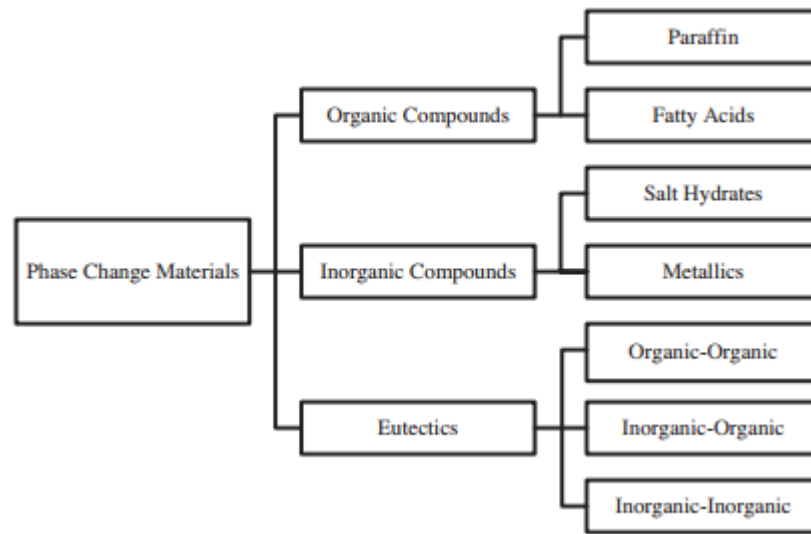 Paraffin
Organic Compounds
Fatty Acids
Salt Hydrates
Phase Change Materials
Inorganic Compounds
Metallics
Organic-Organic
Eutectics
Inorganic-Organic
Inorganic-Inorganic